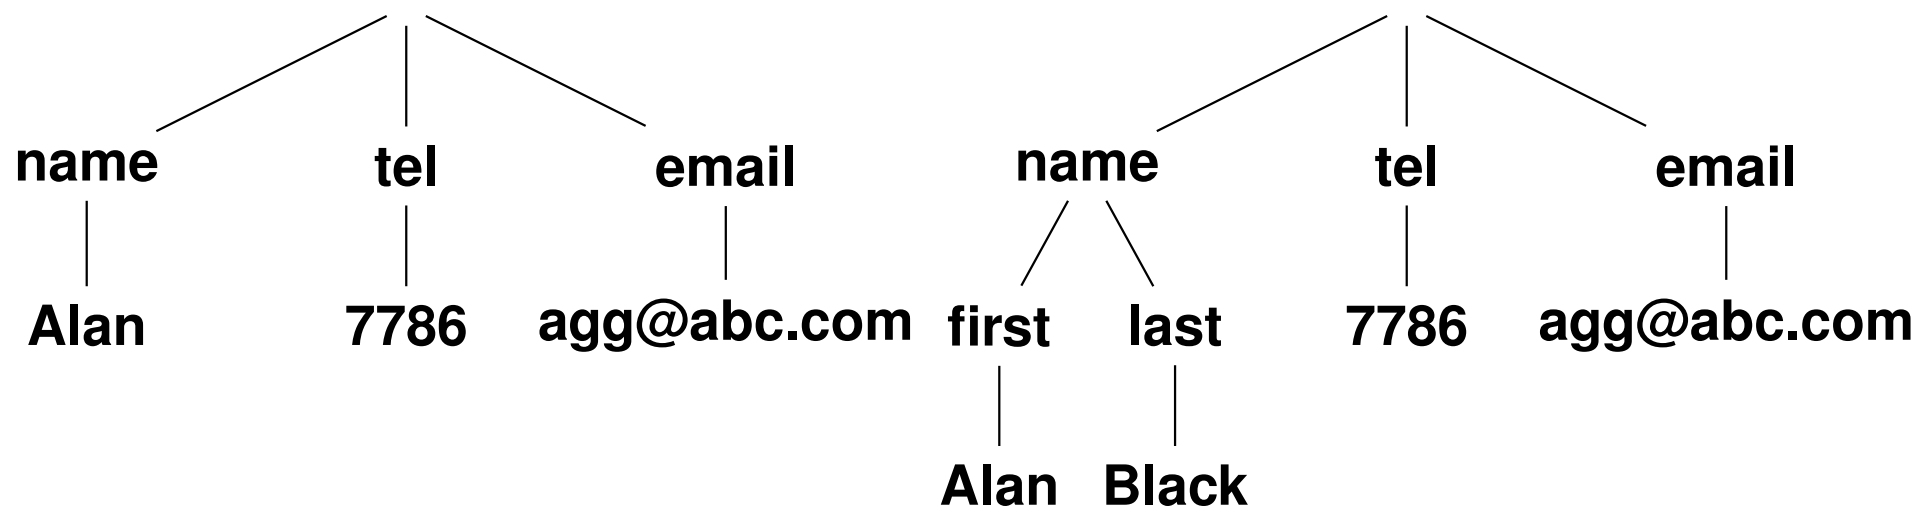 name tel email name tel email
Alan 7786 agg@abc.com first last 7786 agg@abc.com
Alan Black